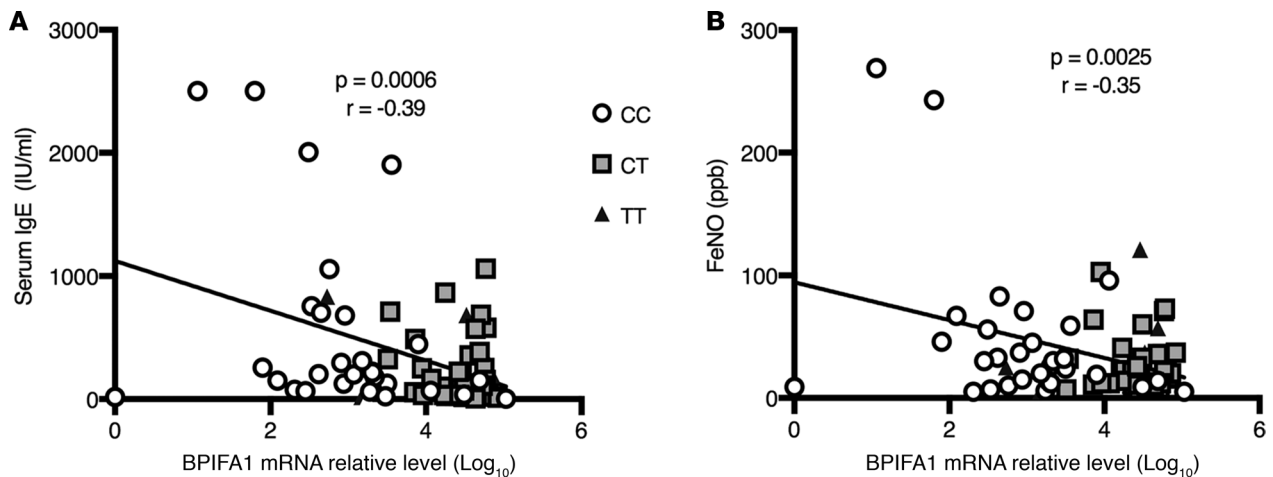 A
3000
2000
1000
0
Serum IgE (IU/ml)
p = 0.0006
r = -0.39
0
2
4
6
BPIFA1 mRNA relative level (Log10)
CC
CT
TT
B
300
200
100
0
FeNO (ppb)
p = 0.0025
r = -0.35
0
2
4
6
BPIFA1 mRNA relative level (Log10)